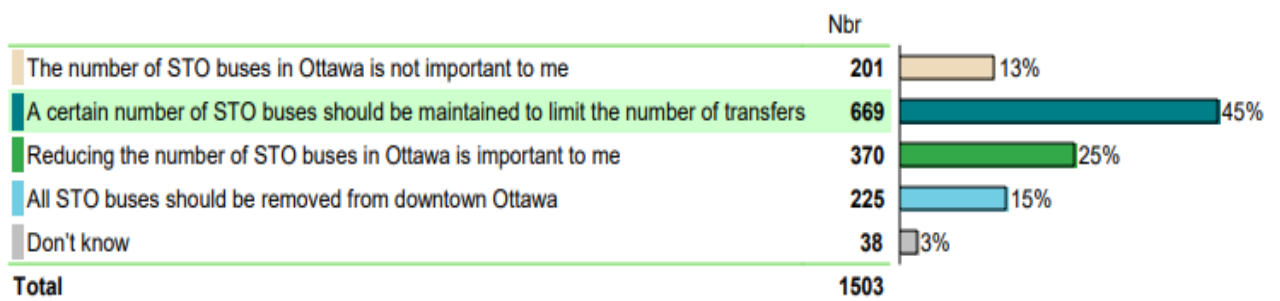 Nbr
The number of STO buses in Ottawa is not important to me 201 13%
A certain number of STO buses should be maintained to limit the number of transfers 669 45%
Reducing the number of STO buses in Ottawa is important to me 370 25%
All STO buses should be removed from downtown Ottawa 225 15%
Don't know 38 3%
Total 1503